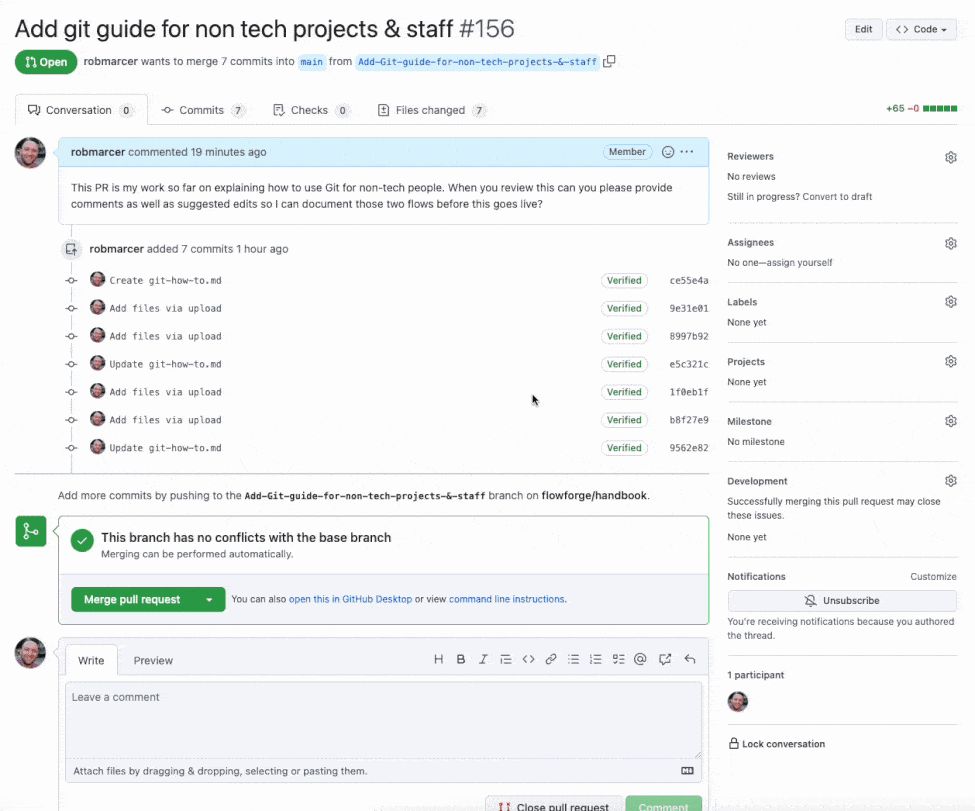 Add git guide for non tech projects & staff #156
Edit
<> Code
Open
robmarcer wants to merge 7 commits into main from Add-Git-guide-for-non-tech-projects-&-staff
Conversation 0
Commits 7
Checks 0
Files changed 7
+65 −0
robmarcer commented 19 minutes ago
Member
This PR is my work so far on explaining how to use Git for non-tech people. When you review this can you please provide
comments as well as suggested edits so I can document those two flows before this goes live?
robmarcer added 7 commits 1 hour ago
Create git-how-to.md Verified ce55e4a
Add files via upload Verified 9e31e01
Add files via upload Verified 8997b92
Update git-how-to.md Verified e5c321c
Add files via upload Verified 1f0eb1f
Add files via upload Verified b8f27e9
Update git-how-to.md Verified 9562e82
Add more commits by pushing to the Add-Git-guide-for-non-tech-projects-&-staff branch on flowforge/handbook.
This branch has no conflicts with the base branch
Merging can be performed automatically.
Merge pull request
You can also open this in GitHub Desktop or view command line instructions.
Write
Preview
Leave a comment
Attach files by dragging & dropping, selecting or pasting them.
Close pull request
Comment
Reviewers
No reviews
Still in progress? Convert to draft
Assignees
No one—assign yourself
Labels
None yet
Projects
None yet
Milestone
No milestone
Development
Successfully merging this pull request may close
these issues.
None yet
Notifications
Customize
Unsubscribe
You're receiving notifications because you authored
the thread.
1 participant
Lock conversation